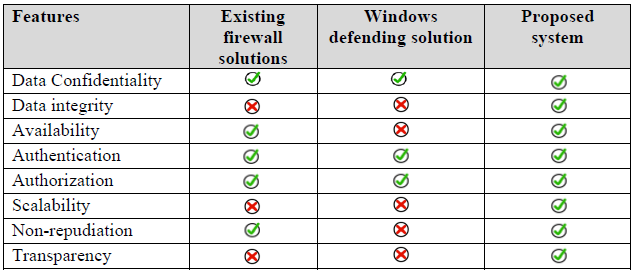 Features Existing Windows Proposed
firewall defending solution system
solutions
Data Confidentiality
Data integrity
Availability
Authentication
Authorization
Scalability
Non-repudiation
Transparency